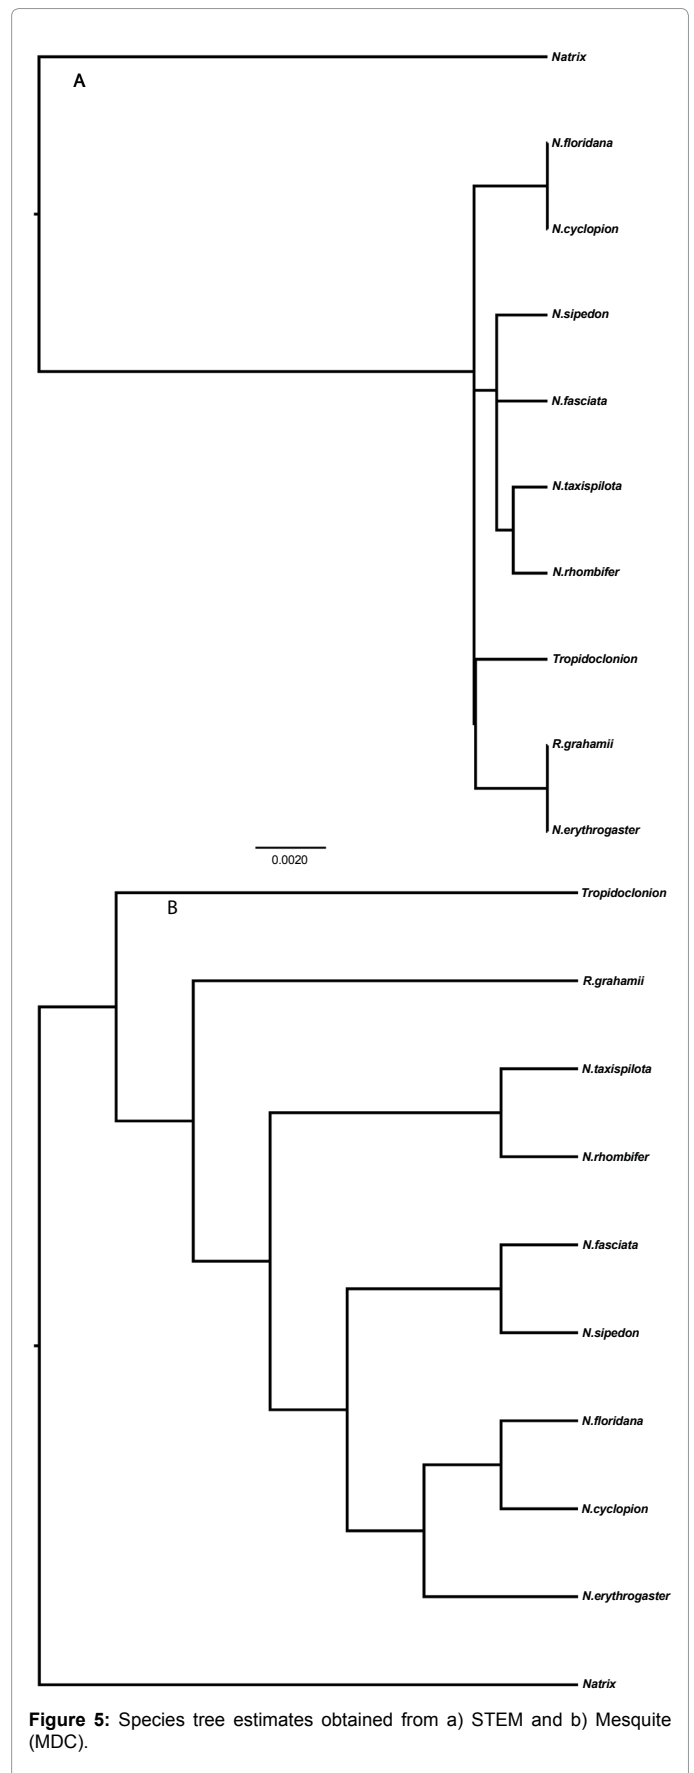 Natrix
A
N.floridana
N.cyclopion
N.sipedon
N.fasciata
N.taxispilota
N.rhombifer
Tropidoclonion
R.grahamii
N.erythrogaster
0.0020
Tropidoclonion
B
R.grahamii
N.taxispilota
N.rhombifer
N.fasciata
N.sipedon
N.floridana
N.cyclopion
N.erythrogaster
Natrix
Figure 5: Species tree estimates obtained from a) STEM and b) Mesquite
(MDC).